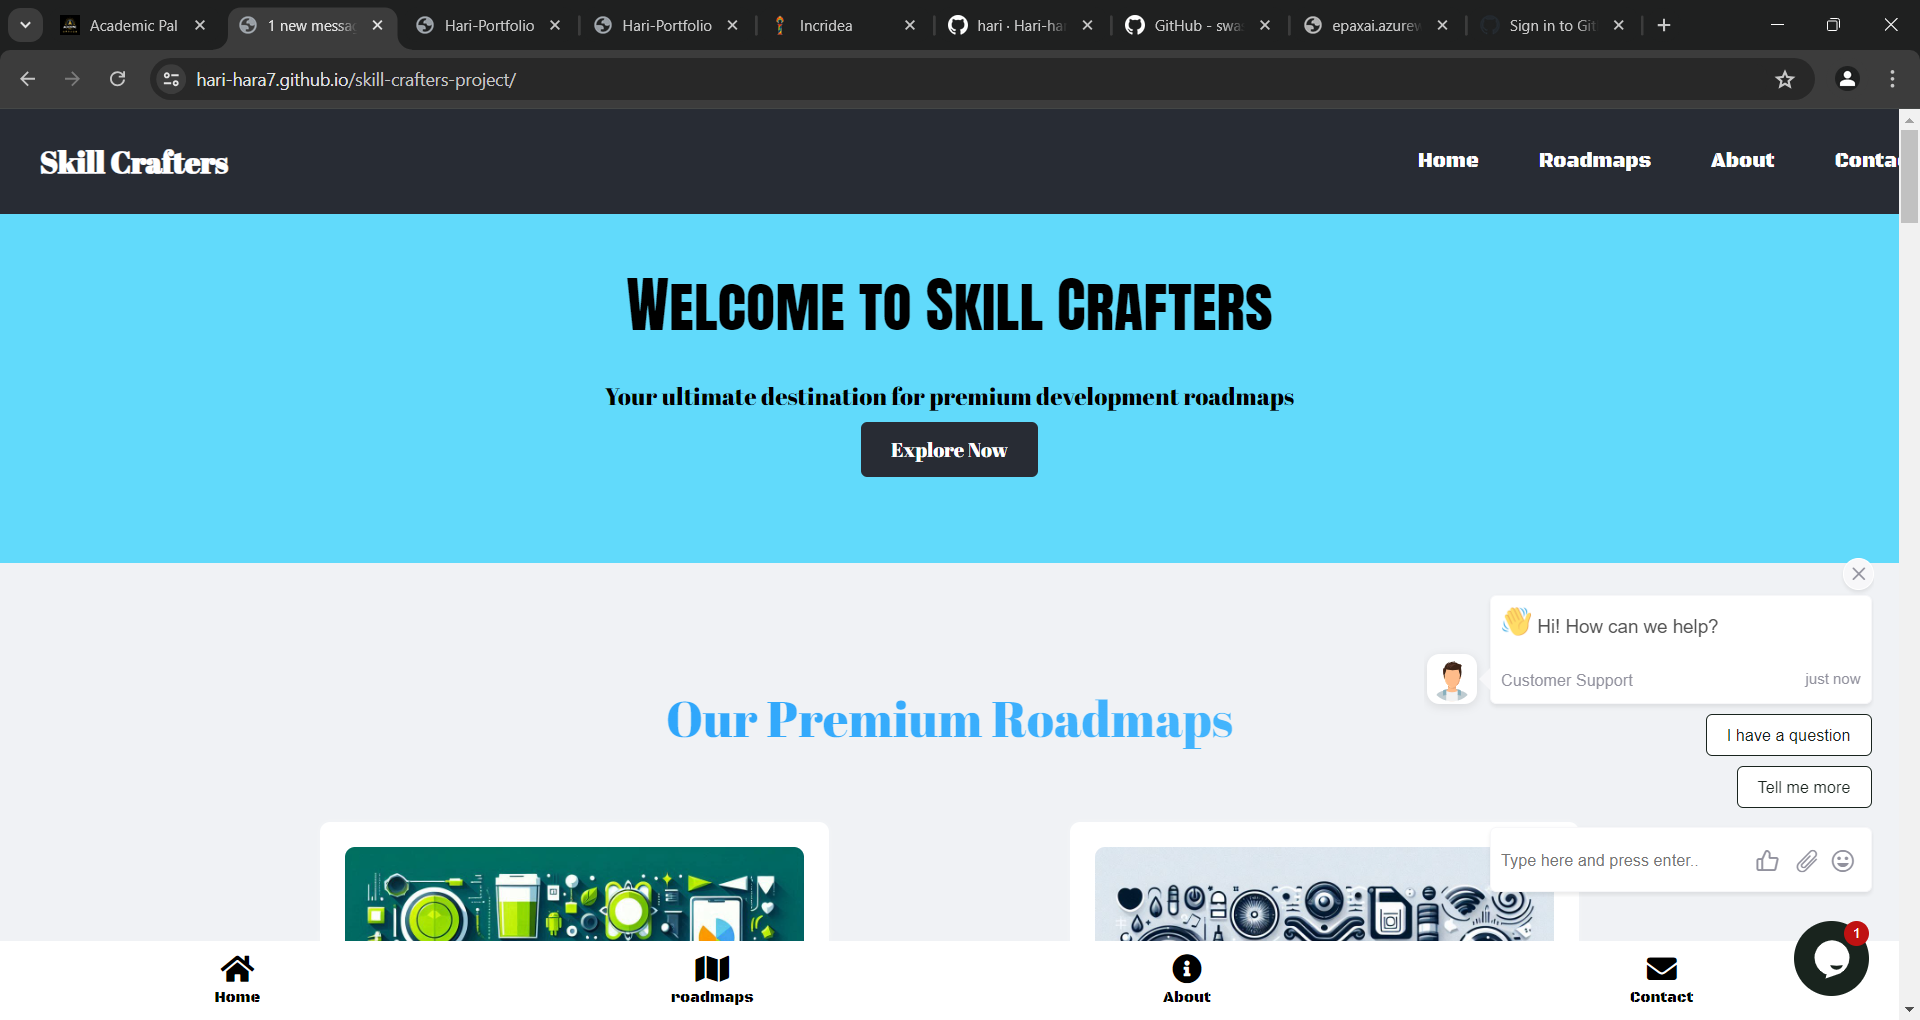 Academic Pal
1 new messa
Hari-Portfolio
Hari-Portfolio
Incridea
hari · Hari-ha
GitHub - swas
epaxai.azurew
Sign in to Git
hari-hara7.github.io/skill-crafters-project/
Skill Crafters
Home
Roadmaps
About
Conta
Welcome to Skill Crafters
Your ultimate destination for premium development roadmaps
Explore Now
Our Premium Roadmaps
👋 Hi! How can we help?
Customer Support
just now
I have a question
Tell me more
Type here and press enter..
1
Home
roadmaps
About
Contact